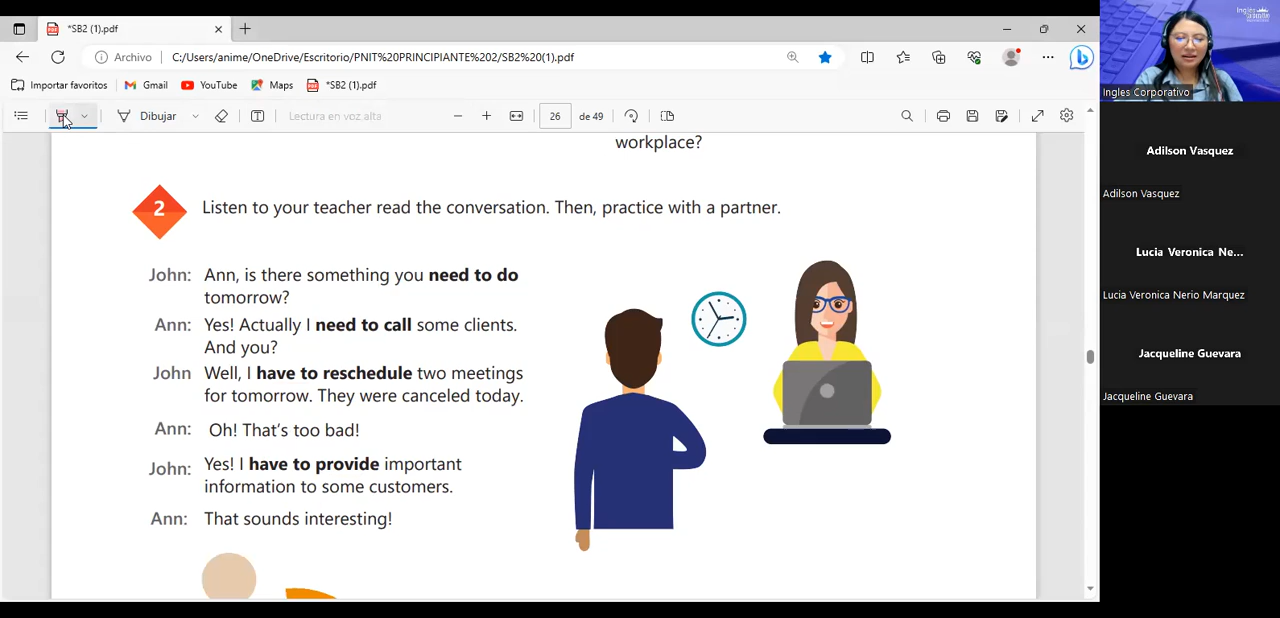 *SB2 (1).pdf
Archivo
C:/Users/anime/OneDrive/Escritorio/PNIT%20PRINCIPIANTE%202/SB2%20(1).pdf
Importar favoritos
Gmail
YouTube
Maps
*SB2 (1).pdf
Dibujar
Lectura en voz alta
26
de 49
workplace?
2
Listen to your teacher read the conversation. Then, practice with a partner.
John: Ann, is there something you need to do
tomorrow?
Ann: Yes! Actually I need to call some clients.
And you?
John Well, I have to reschedule two meetings
for tomorrow. They were canceled today.
Ann: Oh! That's too bad!
John: Yes! I have to provide important
information to some customers.
Ann: That sounds interesting!
Ingles Corporativo
Adilson Vasquez
Adilson Vasquez
Lucia Veronica Ne...
Lucia Veronica Nerio Marquez
Jacqueline Guevara
Jacqueline Guevara